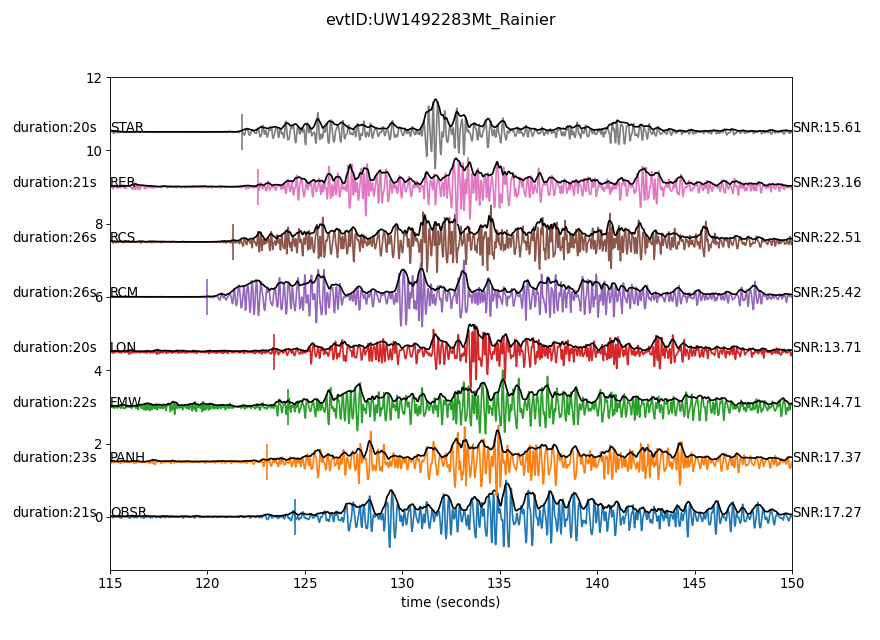 evtID:UW1492283Mt_Rainier
12
duration:20s STAR SNR:15.61
10
duration:21s RER SNR:23.16
8
duration:26s RCS SNR:22.51
duration:26s RCM SNR:25.42
6
duration:20s LON SNR:13.71
4
duration:22s FMW SNR:14.71
2
duration:23s PANH SNR:17.37
duration:21s OBSR SNR:17.27
0
115 120 125 130 135 140 145 150
time (seconds)